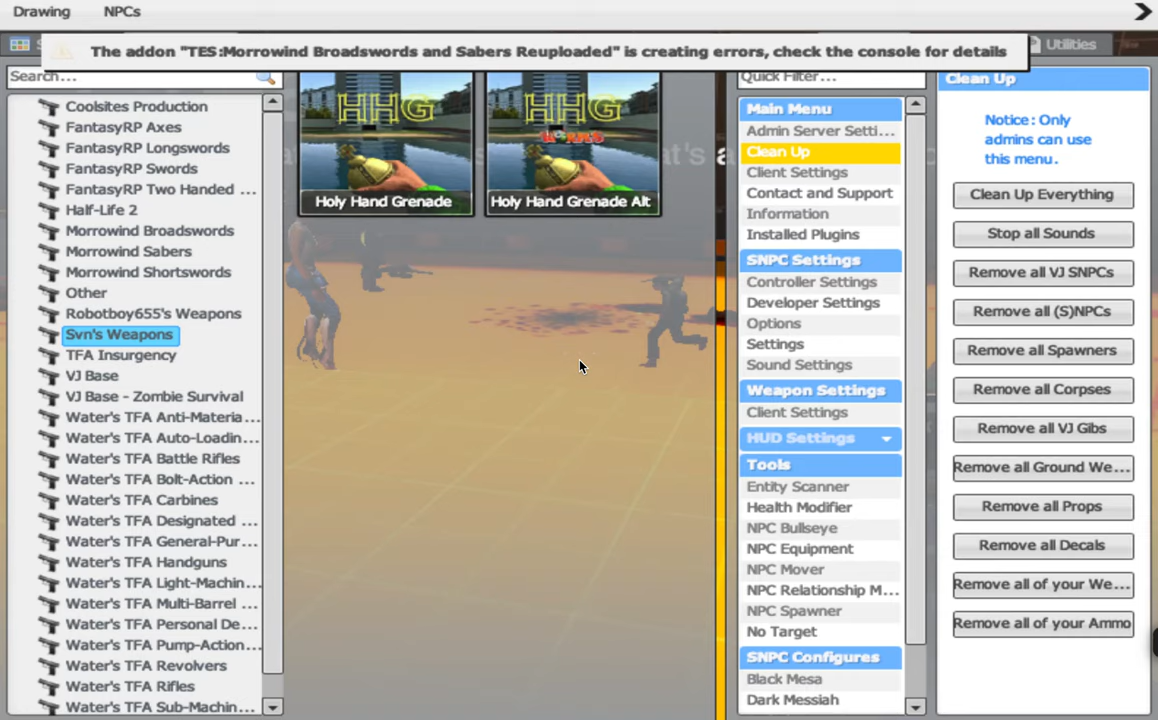 Drawing
NPCs
The addon "TES:Morrowind Broadswords and Sabers Reuploaded" is creating errors, check the console for details
Utilities
Search...
Coolsites Production
FantasyRP Axes
FantasyRP Longswords
FantasyRP Swords
FantasyRP Two Handed ...
Half-Life 2
Morrowind Broadswords
Morrowind Sabers
Morrowind Shortswords
Other
Robotboy655's Weapons
Svn's Weapons
TFA Insurgency
VJ Base
VJ Base - Zombie Survival
Water's TFA Anti-Materia...
Water's TFA Auto-Loadin...
Water's TFA Battle Rifles
Water's TFA Bolt-Action ...
Water's TFA Carbines
Water's TFA Designated ...
Water's TFA General-Pur...
Water's TFA Handguns
Water's TFA Light-Machin...
Water's TFA Multi-Barrel ...
Water's TFA Personal De...
Water's TFA Pump-Action...
Water's TFA Revolvers
Water's TFA Rifles
Water's TFA Sub-Machin...
HHG
Holy Hand Grenade
HHG
Holy Hand Grenade Alt
Quick Filter...
Main Menu
Admin Server Setti...
Clean Up
Client Settings
Contact and Support
Information
Installed Plugins
SNPC Settings
Controller Settings
Developer Settings
Options
Settings
Sound Settings
Weapon Settings
Client Settings
HUD Settings
Tools
Entity Scanner
Health Modifier
NPC Bullseye
NPC Equipment
NPC Mover
NPC Relationship M...
NPC Spawner
No Target
SNPC Configures
Black Mesa
Dark Messiah
Clean Up
Notice: Only
admins can use
this menu.
Clean Up Everything
Stop all Sounds
Remove all VJ SNPCs
Remove all (S)NPCs
Remove all Spawners
Remove all Corpses
Remove all VJ Gibs
Remove all Ground We...
Remove all Props
Remove all Decals
Remove all of your We...
Remove all of your Ammo